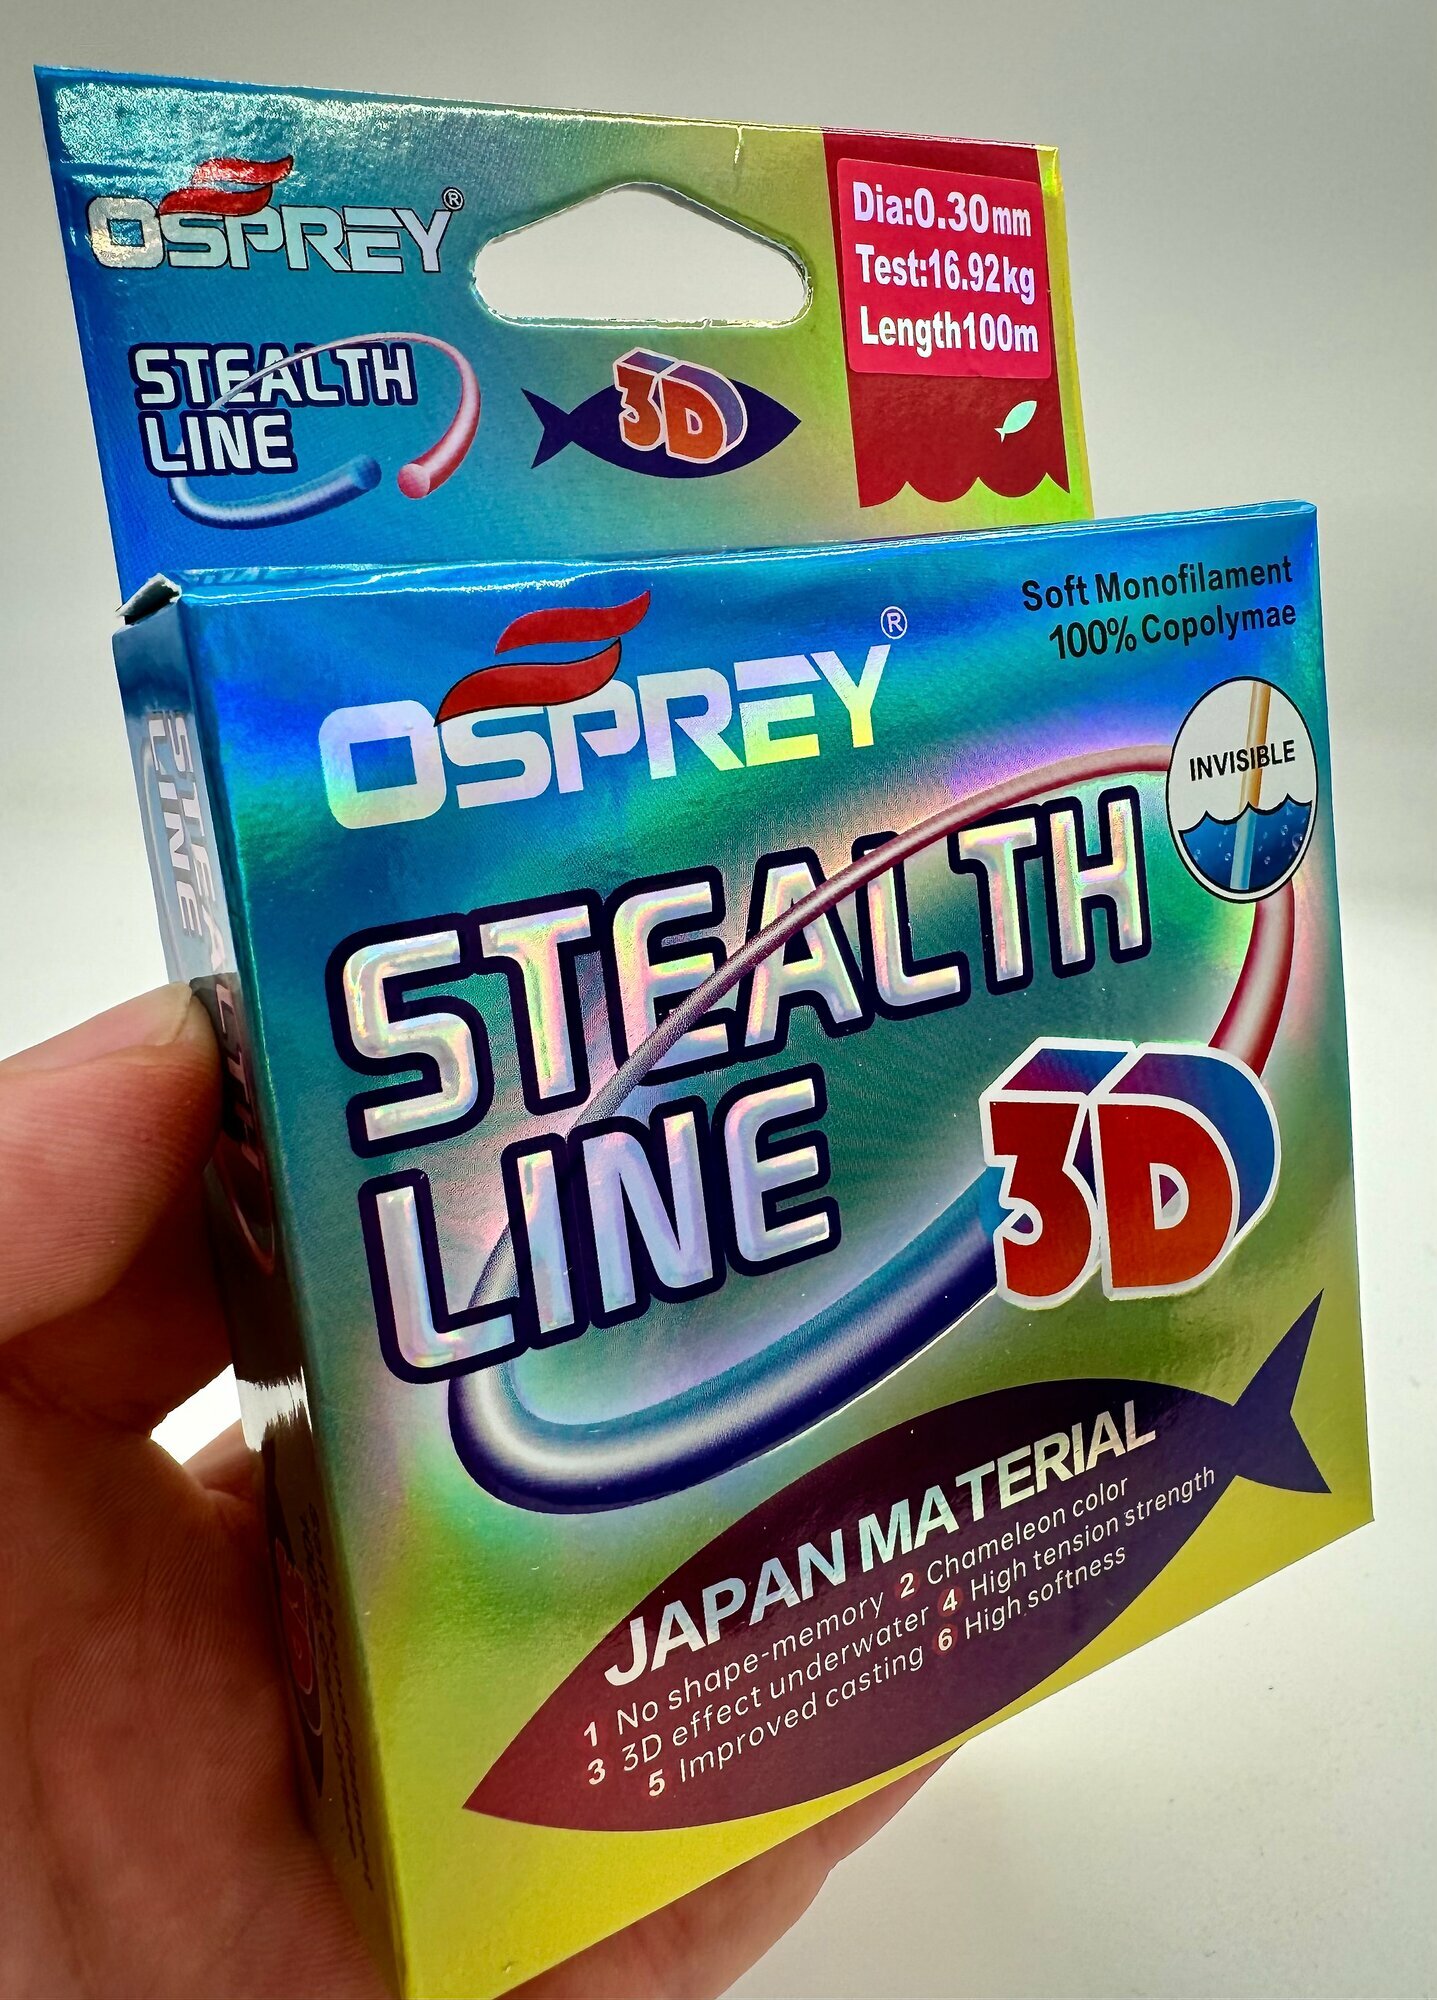 OSPREY®
STEALTH
LINE
3D
Dia:0.30mm
Test:16.92kg
Length100m
Soft Monofilament
100% Copolymae
OSPREY®
INVISIBLE
STEALTH
LINE
3D
JAPAN MATERIAL
1 No shape-memory 2 Chameleon color
3 3D effect underwater 4 High tension strength
5 Improved casting 6 High softness
STEALTH
LINE